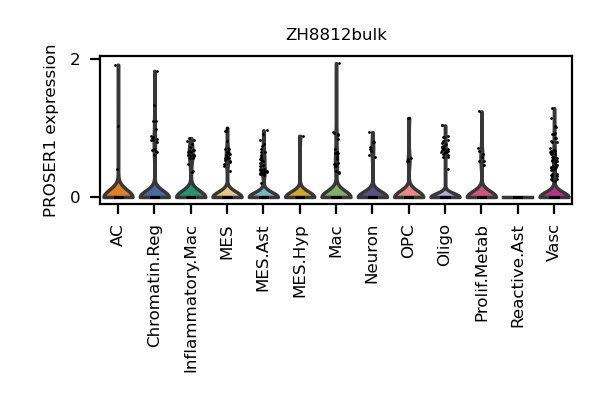 ZH8812bulk
PROSER1 expression
2
0
AC
Chromatin.Reg
Inflammatory.Mac
MES
MES.Ast
MES.Hyp
Mac
Neuron
OPC
Oligo
Prolif.Metab
Reactive.Ast
Vasc